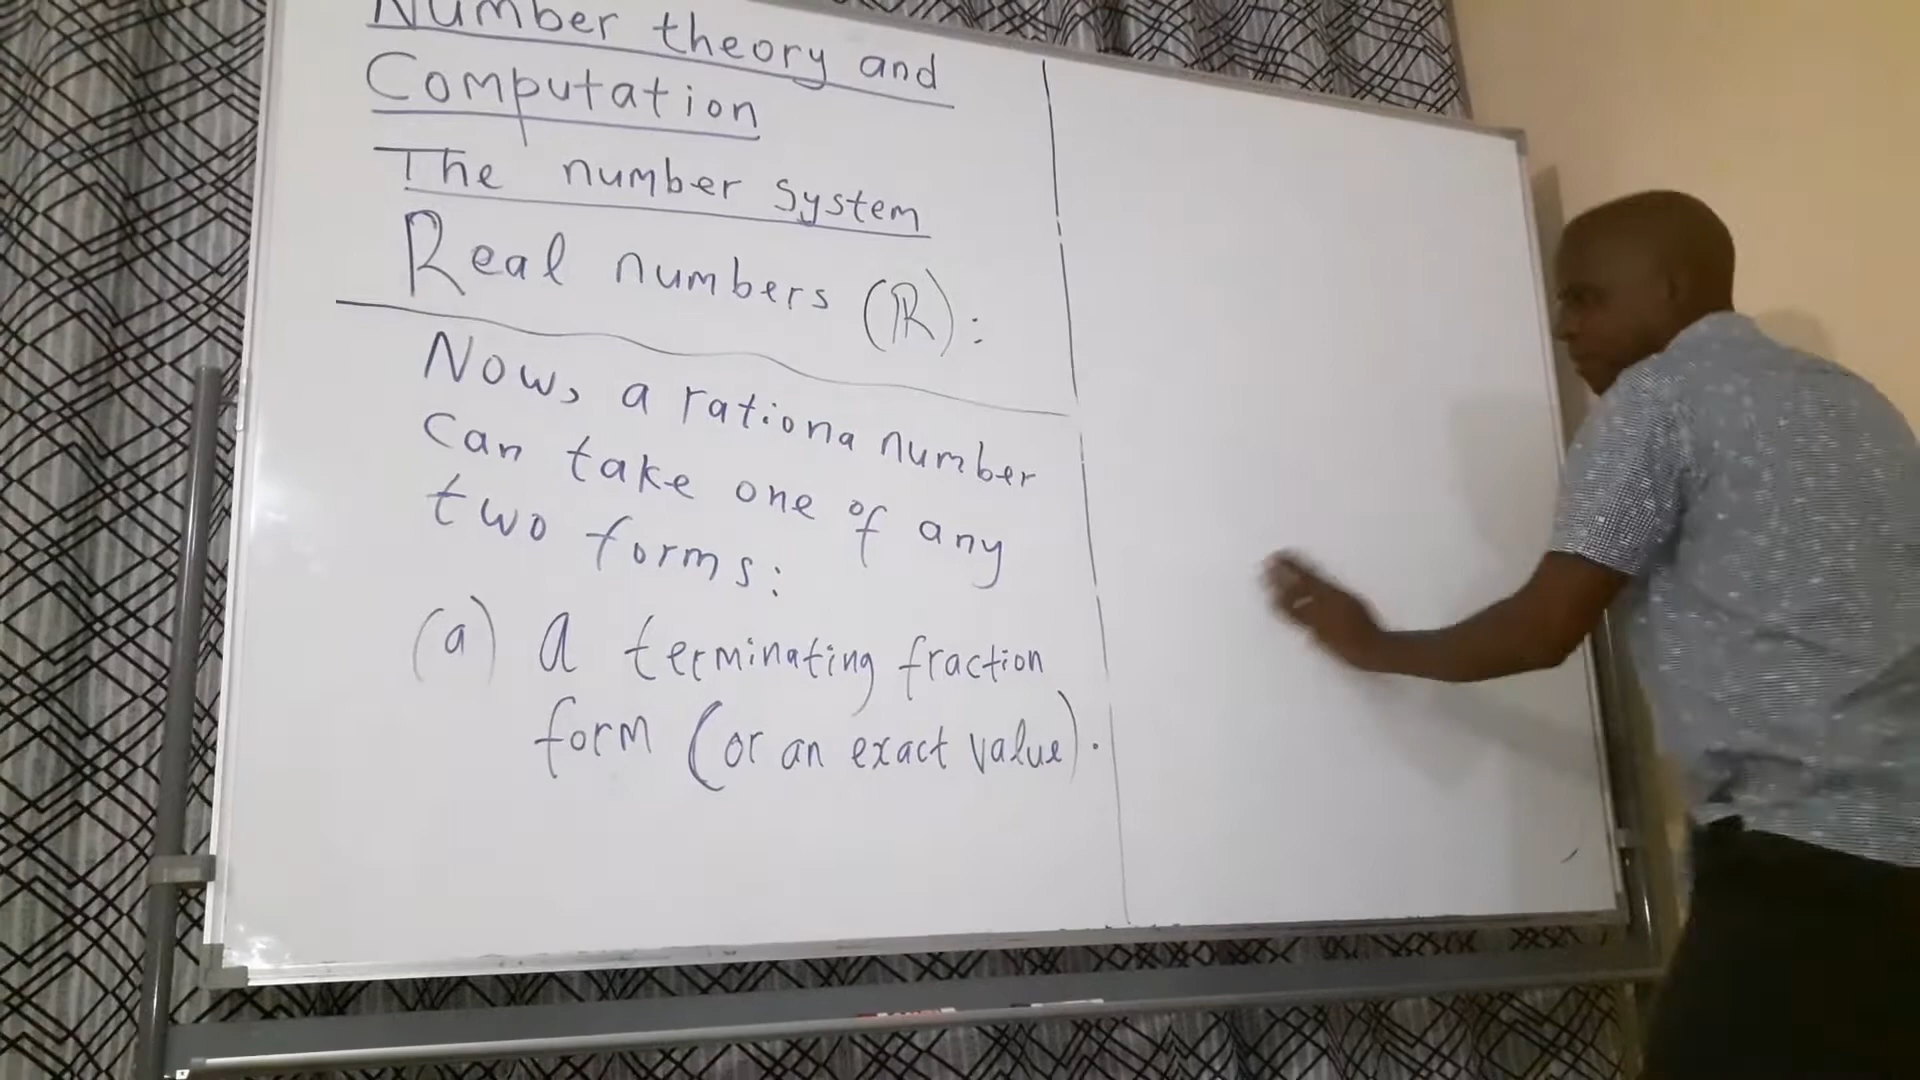 Number theory and
Computation
The number system
Real numbers (ℝ):
Now, a rationa number
can take one of any
two forms:
(a) A terminating fraction
form (or an exact value).